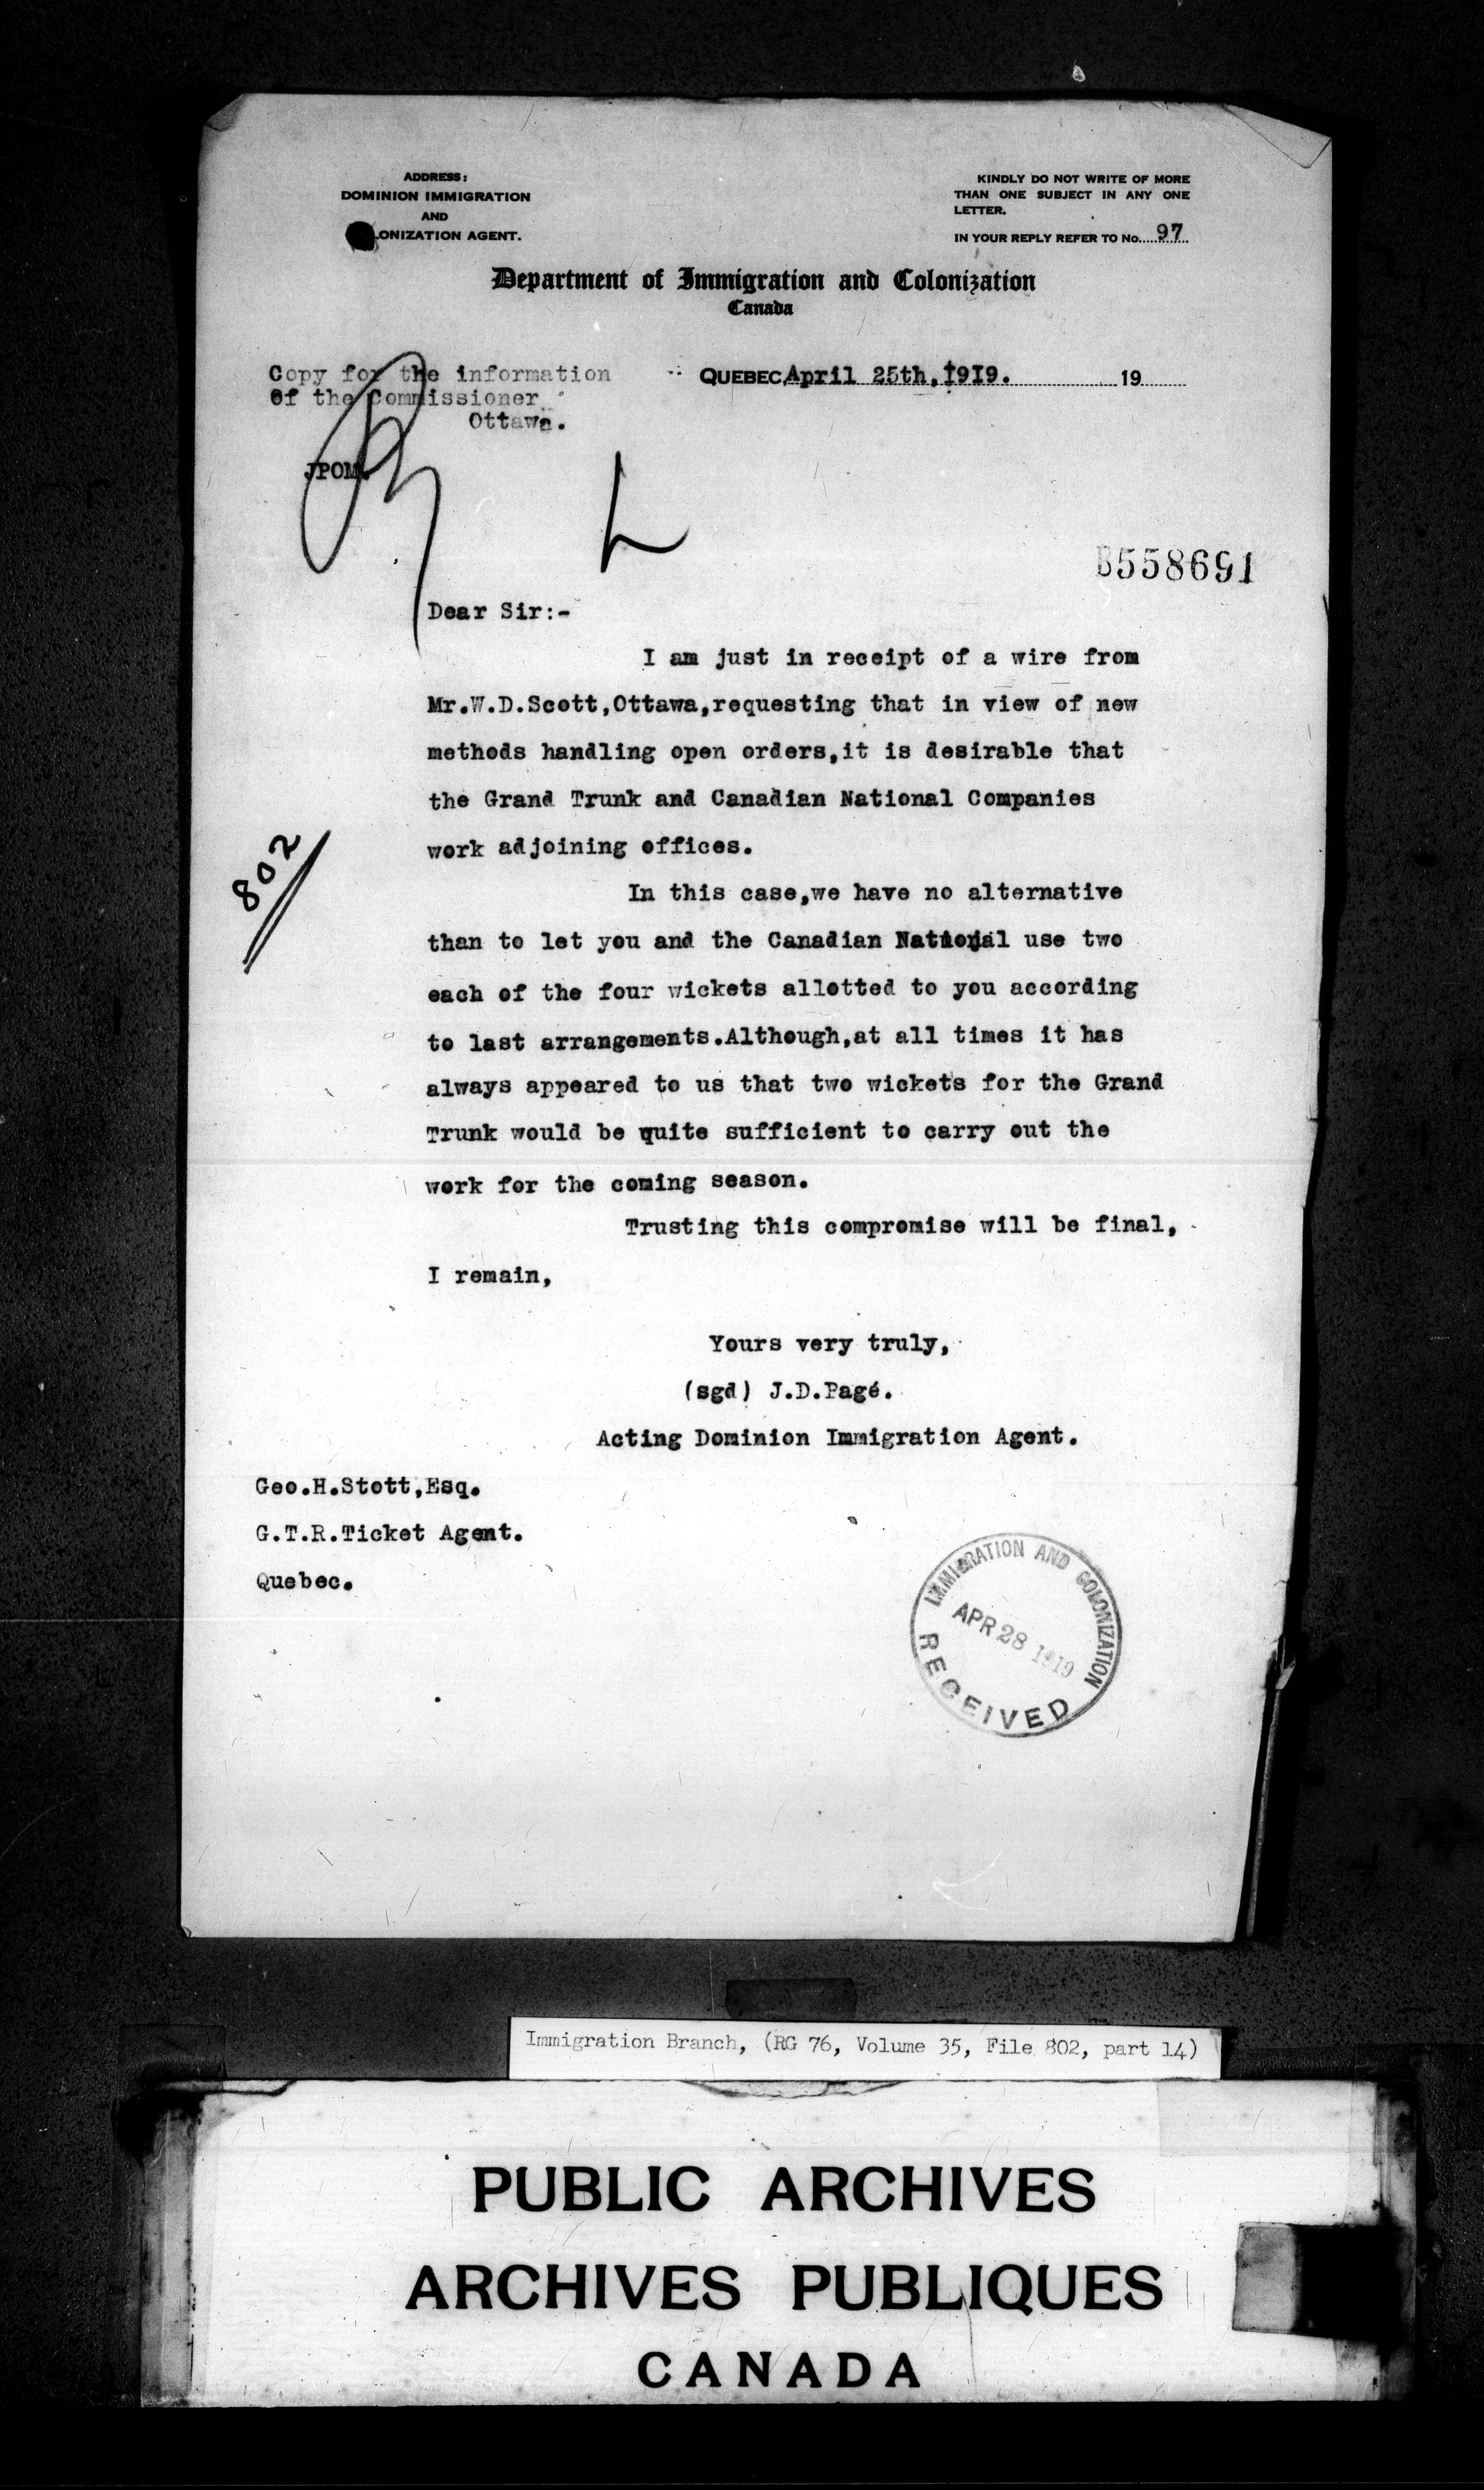 ADDRESS:
DOMINION IMMIGRATION
AND
ONIZATION AGENT.
KINDLY DO NOT WRITE OF MORE
THAN ONE SUBJECT IN ANY ONE
LETTER.
IN YOUR REPLY REFER TO No.....97..
Department of Immigration and Colonization
Canada
Copy for the information
Of the Commissioner
Ottawa.
QUEBEC, April 25th, 1919. 19
JPOM.
B558691
Dear Sir:-
I am just in receipt of a wire from
Mr.W.D.Scott,Ottawa,requesting that in view of new
methods handling open orders,it is desirable that
the Grand Trunk and Canadian National Companies
work adjoining offices.
802
In this case,we have no alternative
than to let you and the Canadian National use two
each of the four wickets allotted to you according
to last arrangements.Although,at all times it has
always appeared to us that two wickets for the Grand
Trunk would be quite sufficient to carry out the
work for the coming season.
Trusting this compromise will be final,
I remain,
Yours very truly,
(sgd) J.D.Pagé.
Acting Dominion Immigration Agent.
Geo.H.Stott,Esq.
G.T.R.Ticket Agent.
Quebec.
IMMIGRATION AND COLONIZATION
APR 28 1919
RECEIVED
Immigration Branch, (RG 76, Volume 35, File 802, part 14)
PUBLIC ARCHIVES
ARCHIVES PUBLIQUES
CANADA